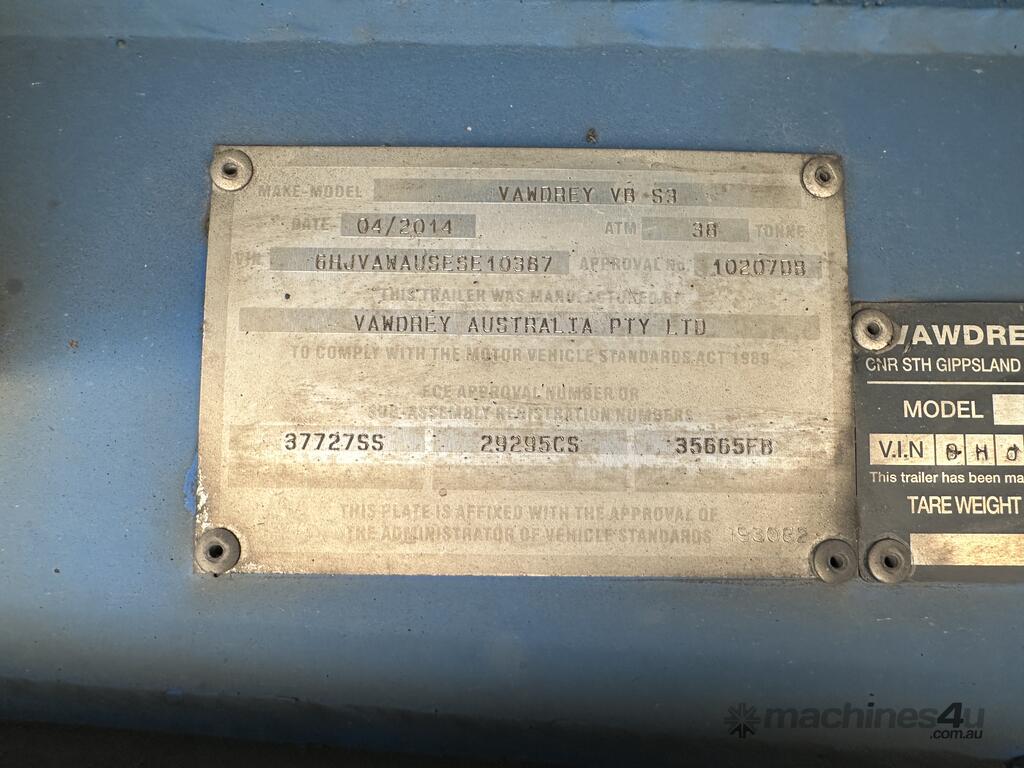 MAKE-MODEL VAWDREY VB-S3
DATE 04/2014 ATM 38 TONNE
VIN 6HJVAWAUSESE10387 APPROVAL No. 10207DB
THIS TRAILER WAS MANUFACTURED BY
VAWDREY AUSTRALIA PTY LTD
TO COMPLY WITH THE MOTOR VEHICLE STANDARDS ACT 1989
ECE APPROVAL NUMBER OR
SUB-ASSEMBLY REGISTRATION NUMBERS
37727SS 29295CS 35665FB
THIS PLATE IS AFFIXED WITH THE APPROVAL OF
THE ADMINISTRATOR OF VEHICLE STANDARDS 193082
VAWDRE
CNR STH GIPPSLAND
MODEL
V.I.N 6 H J
This trailer has been ma
TARE WEIGHT
machines4u
.com.au